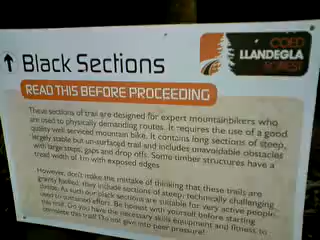 COED
LLANDEGLA
FOREST
Black Sections
READ THIS BEFORE PROCEEDING
These sections of trail are designed for expert mountainbikers who
are used to physically demanding routes. It requires the use of a good
quality well serviced mountain bike. It contains long sections of steep,
largely stable but un-surfaced trail and includes unavoidable obstacles
with large steps, gaps and drop offs. Some timber structures have a
tread width of 1m with exposed edges
However, don't make the mistake of thinking that these trails are
gravity fuelled, they include sections of steep, technically challenging
climbs. As such our black sections are suitable for very active people,
used to sustained effort. Be honest with yourself before starting
this trail. Do you have the necessary skills equipment and fitness to
complete this trail? Do not give into peer pressure!